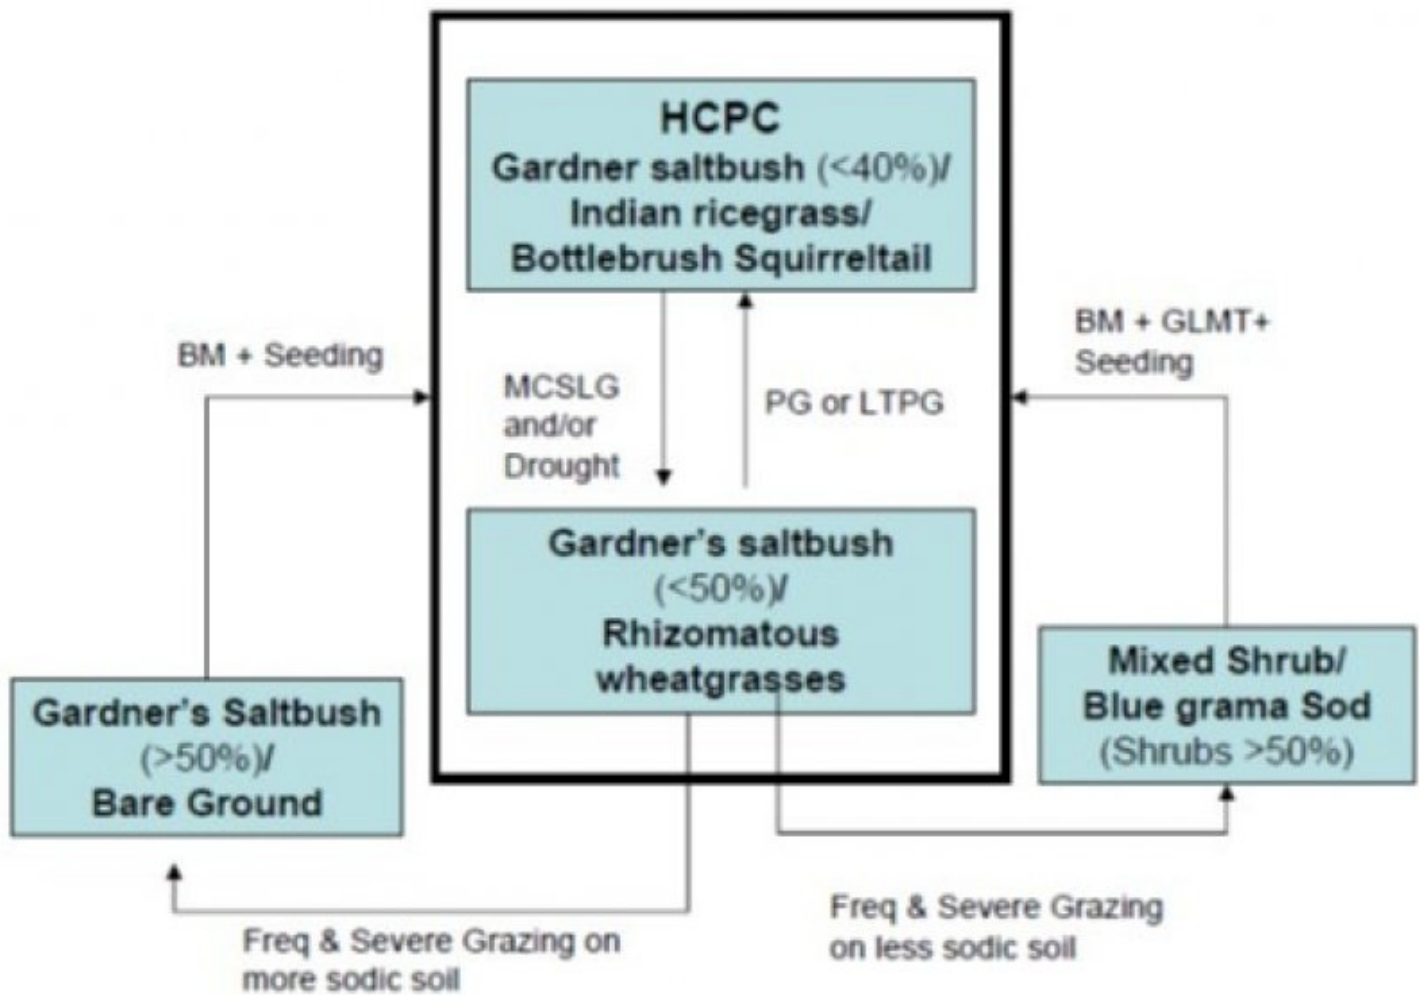 HCPC
Gardner saltbush (<40%)/
Indian ricegrass/
Bottlebrush Squirreltail
BM + Seeding
MCSLG
and/or
Drought
PG or LTPG
BM + GLMT+
Seeding
Gardner's saltbush
(<50%)/
Rhizomatous
wheatgrasses
Gardner's Saltbush
(>50%)/
Bare Ground
Mixed Shrub/
Blue grama Sod
(Shrubs >50%)
Freq & Severe Grazing on
more sodic soil
Freq & Severe Grazing
on less sodic soil